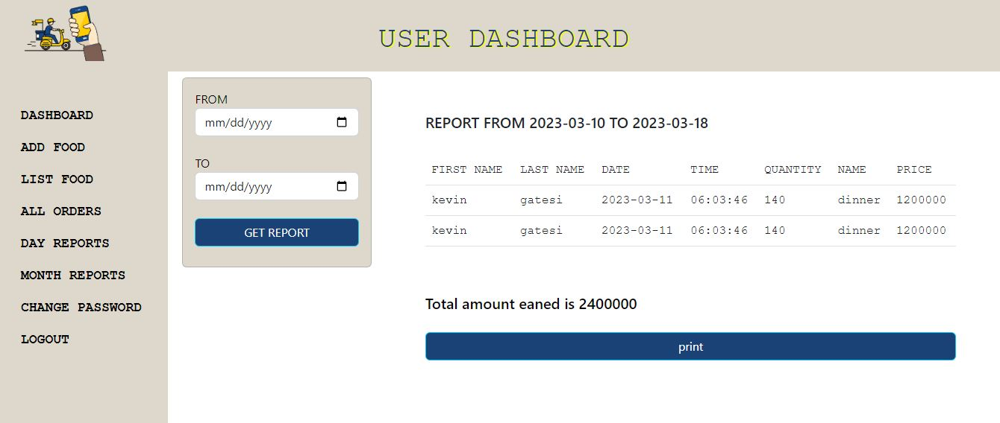 USER DASHBOARD
DASHBOARD
ADD FOOD
LIST FOOD
ALL ORDERS
DAY REPORTS
MONTH REPORTS
CHANGE PASSWORD
LOGOUT
FROM
mm/dd/yyyy
TO
mm/dd/yyyy
GET REPORT
REPORT FROM 2023-03-10 TO 2023-03-18
FIRST NAME LAST NAME DATE TIME QUANTITY NAME PRICE
kevin gatesi 2023-03-11 06:03:46 140 dinner 1200000
kevin gatesi 2023-03-11 06:03:46 140 dinner 1200000
Total amount eaned is 2400000
print